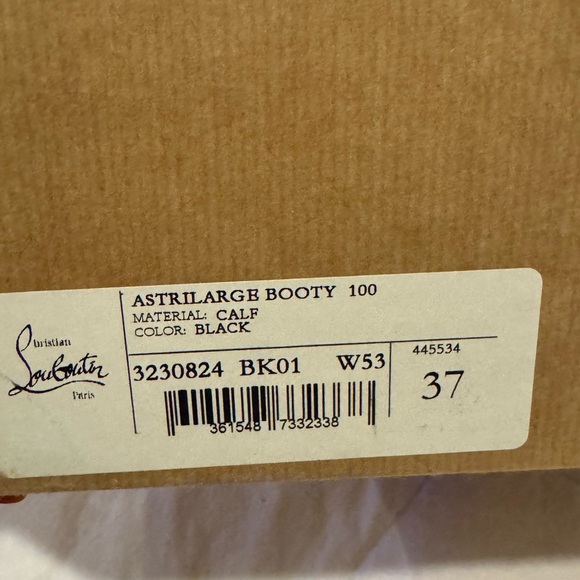 Christian
Louboutin
Paris
ASTRILARGE BOOTY 100
MATERIAL: CALF
COLOR: BLACK
3230824 BK01 W53
445534
37
361548 7332338